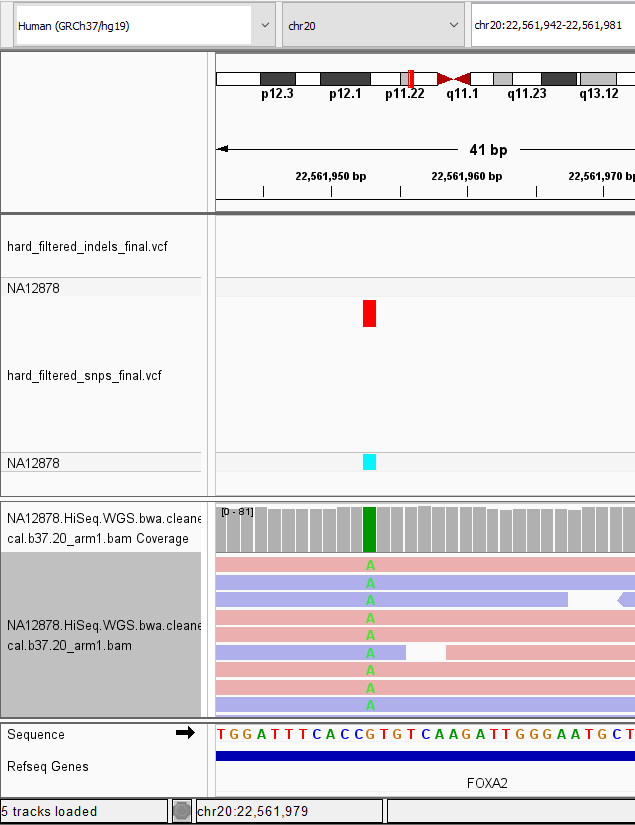 Human (GRCh37/hg19) chr20 chr20:22,561,942-22,561,981
p12.3 p12.1 p11.22 q11.1 q11.23 q13.12
41 bp
22,561,950 bp 22,561,960 bp 22,561,970 bp
hard_filtered_indels_final.vcf
NA12878
hard_filtered_snps_final.vcf
NA12878
NA12878.HiSeq.WGS.bwa.cleane
cal.b37.20_arm1.bam Coverage
[0 - 81]
A
A
A
A
A
A
A
A
A
NA12878.HiSeq.WGS.bwa.cleane
cal.b37.20_arm1.bam
Sequence T G G A T T T C A C C G T G T C A A G A T T G G G A A T G C T
Refseq Genes
FOXA2
5 tracks loaded chr20:22,561,979